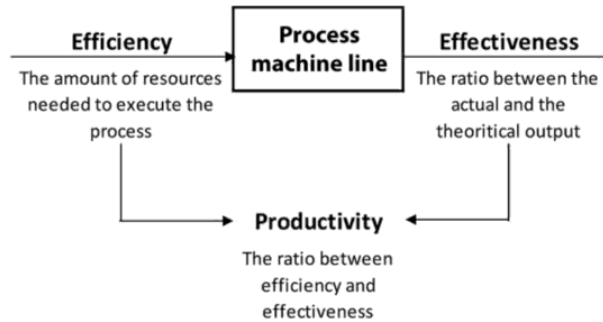 Efficiency
The amount of resources
needed to execute the
process
Process
machine line
Effectiveness
The ratio between the
actual and the
theoritical output
Productivity
The ratio between
efficiency and
effectiveness